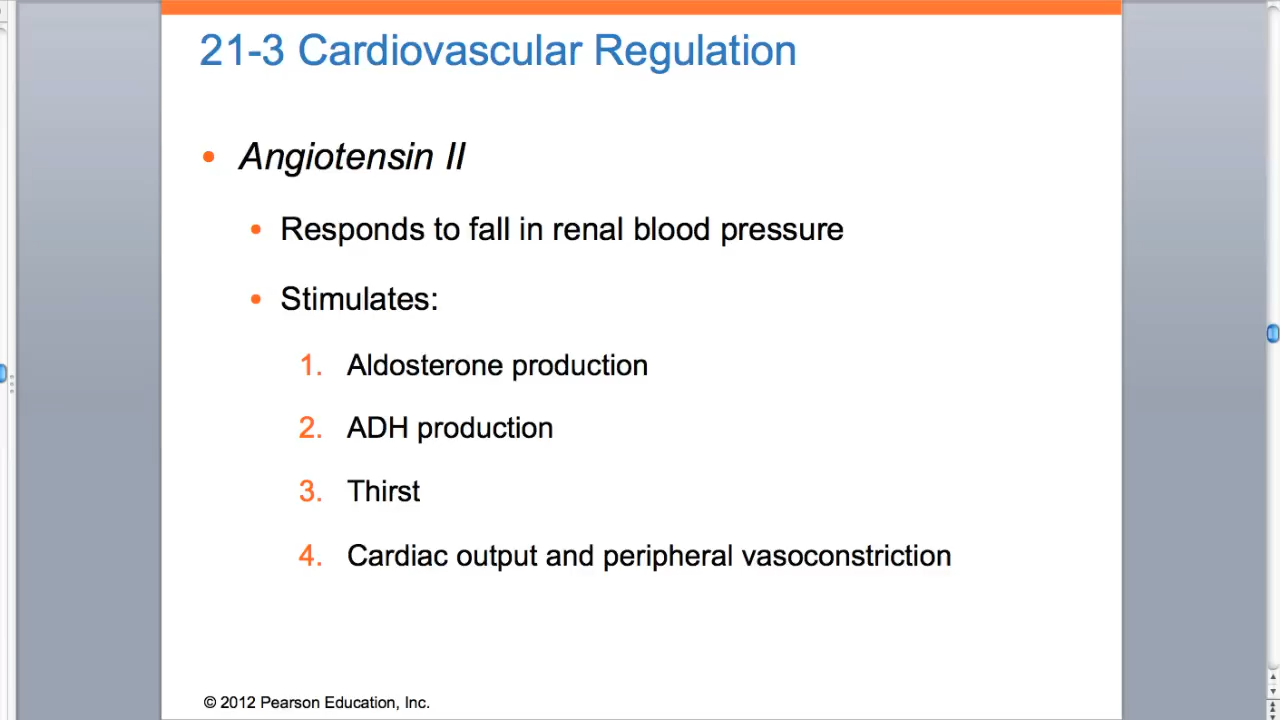 21-3 Cardiovascular Regulation
• Angiotensin II
• Responds to fall in renal blood pressure
• Stimulates:
1. Aldosterone production
2. ADH production
3. Thirst
4. Cardiac output and peripheral vasoconstriction
© 2012 Pearson Education, Inc.